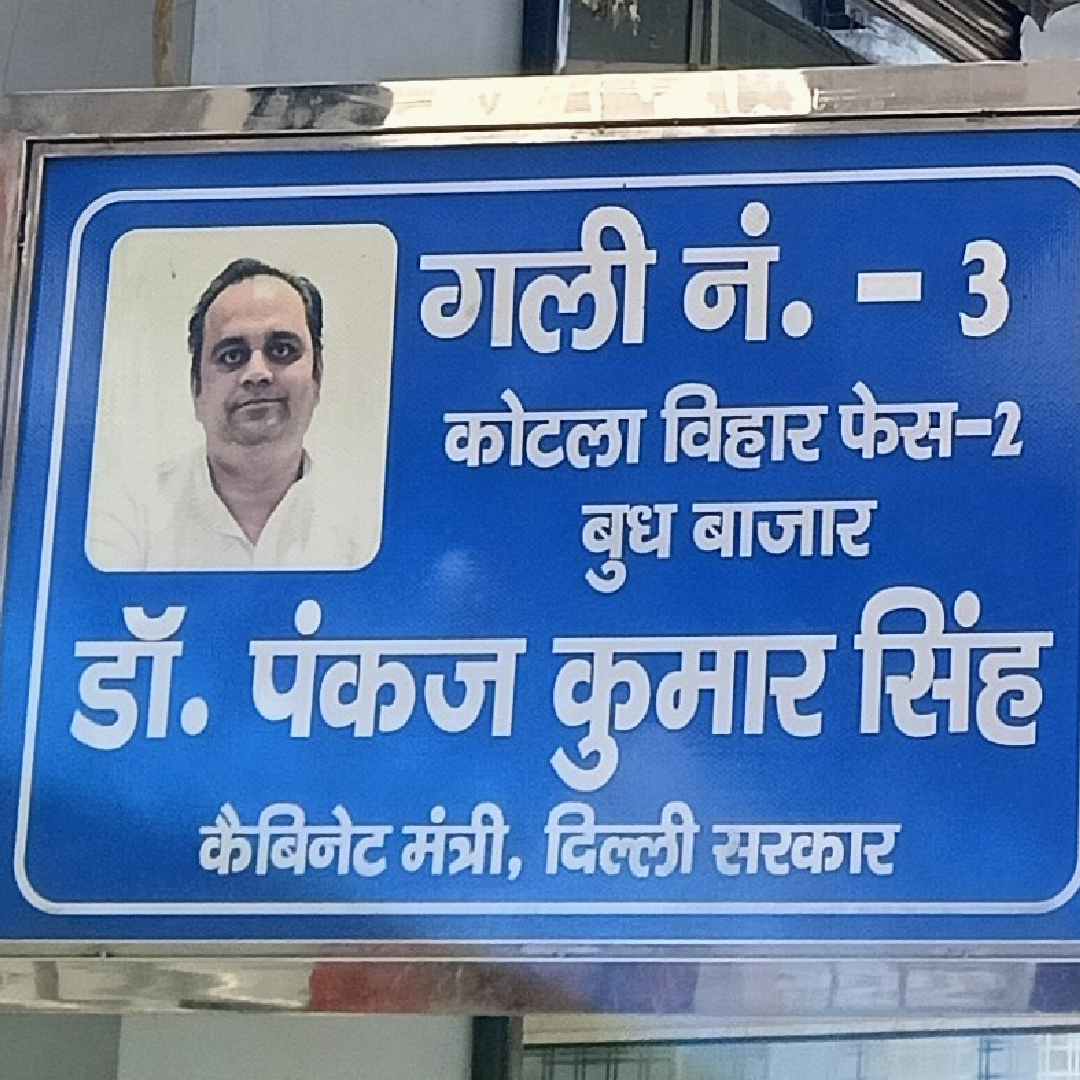 गली नं. - 3
कोटला विहार फेस-2
बुध बाजार
डॉ. पंकज कुमार सिंह
कैबिनेट मंत्री, दिल्ली सरकार